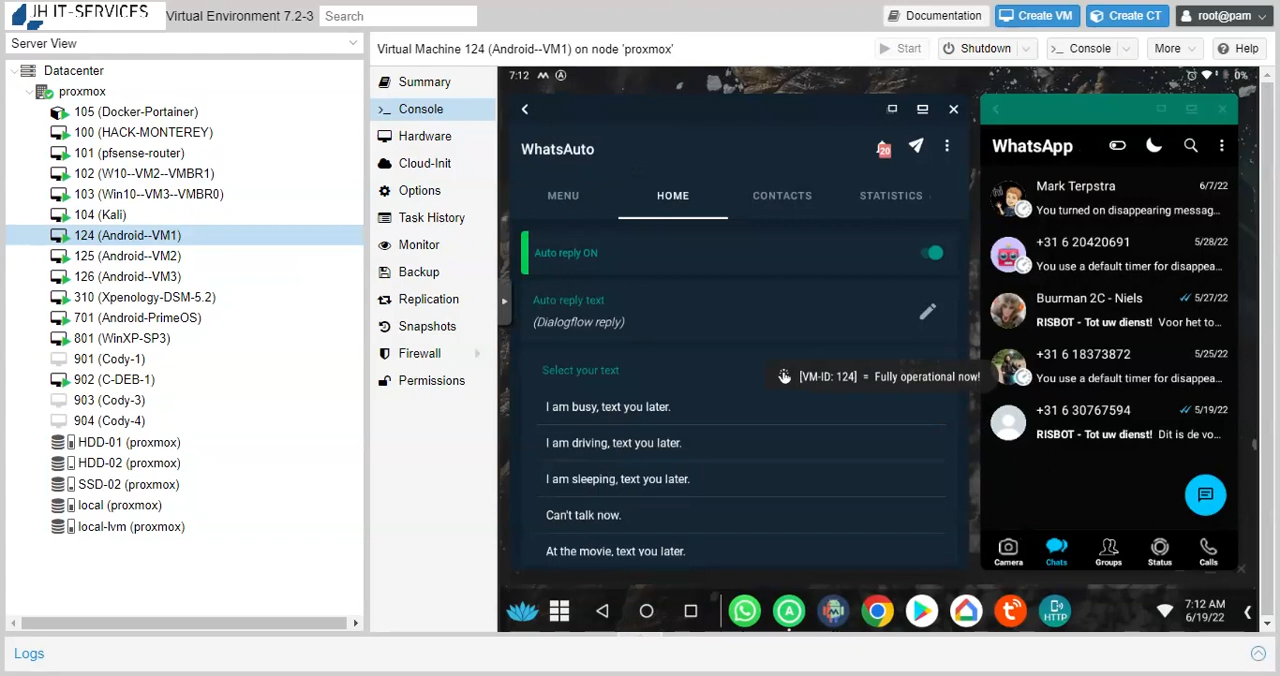 JH IT-SERVICES
Virtual Environment 7.2-3
Search
Documentation
Create VM
Create CT
root@pam
Server View
Virtual Machine 124 (Android--VM1) on node 'proxmox'
Start
Shutdown
Console
More
Help
Datacenter
proxmox
105 (Docker-Portainer)
100 (HACK-MONTEREY)
101 (pfsense-router)
102 (W10--VM2--VMBR1)
103 (Win10--VM3--VMBR0)
104 (Kali)
124 (Android--VM1)
125 (Android--VM2)
126 (Android--VM3)
310 (Xpenology-DSM-5.2)
701 (Android-PrimeOS)
801 (WinXP-SP3)
901 (Cody-1)
902 (C-DEB-1)
903 (Cody-3)
904 (Cody-4)
HDD-01 (proxmox)
HDD-02 (proxmox)
SSD-02 (proxmox)
local (proxmox)
local-lvm (proxmox)
Summary
Console
Hardware
Cloud-Init
Options
Task History
Monitor
Backup
Replication
Snapshots
Firewall
Permissions
7:12
0%
WhatsAuto
20
MENU
HOME
CONTACTS
STATISTICS
Auto reply ON
Auto reply text
(Dialogflow reply)
Select your text
[VM-ID: 124] = Fully operational now!
I am busy, text you later.
I am driving, text you later.
I am sleeping, text you later.
Can't talk now.
At the movie, text you later.
WhatsApp
Mark Terpstra 6/7/22
You turned on disappearing messag...
+31 6 20420691 5/28/22
You use a default timer for disappea...
Buurman 2C - Niels 5/27/22
RISBOT - Tot uw dienst! Voor het to...
+31 6 18373872 5/25/22
You use a default timer for disappea...
+31 6 30767594 5/19/22
RISBOT - Tot uw dienst! Dit is de vo...
Camera
Chats
Groups
Status
Calls
HTTP
7:12 AM
6/19/22
Logs